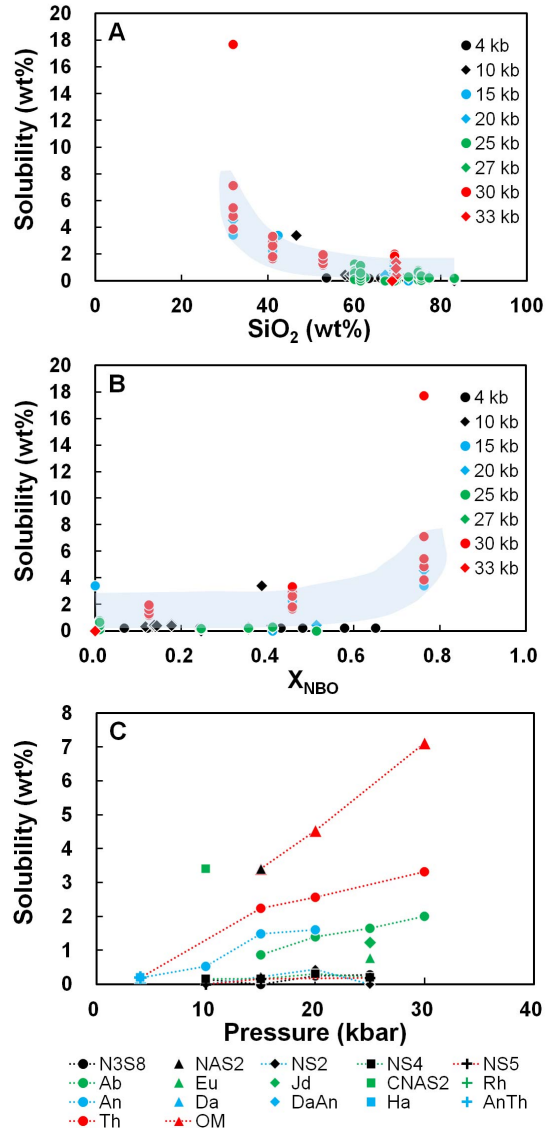 A
20
18
16
14
12
10
8
6
4
2
0
Solubility (wt%)
4 kb
10 kb
15 kb
20 kb
25 kb
27 kb
30 kb
33 kb
0 20 40 60 80 100
SiO2 (wt%)
B
20
18
16
14
12
10
8
6
4
2
0
Solubility (wt%)
4 kb
10 kb
15 kb
20 kb
25 kb
27 kb
30 kb
33 kb
0.0 0.2 0.4 0.6 0.8 1.0
XNBO
C
8
7
6
5
4
3
2
1
0
Solubility (wt%)
0 10 20 30 40
Pressure (kbar)
N3S8 NAS2 NS2 NS4 NS5
Ab Eu Jd CNAS2 Rh
An Da DaAn Ha AnTh
Th OM